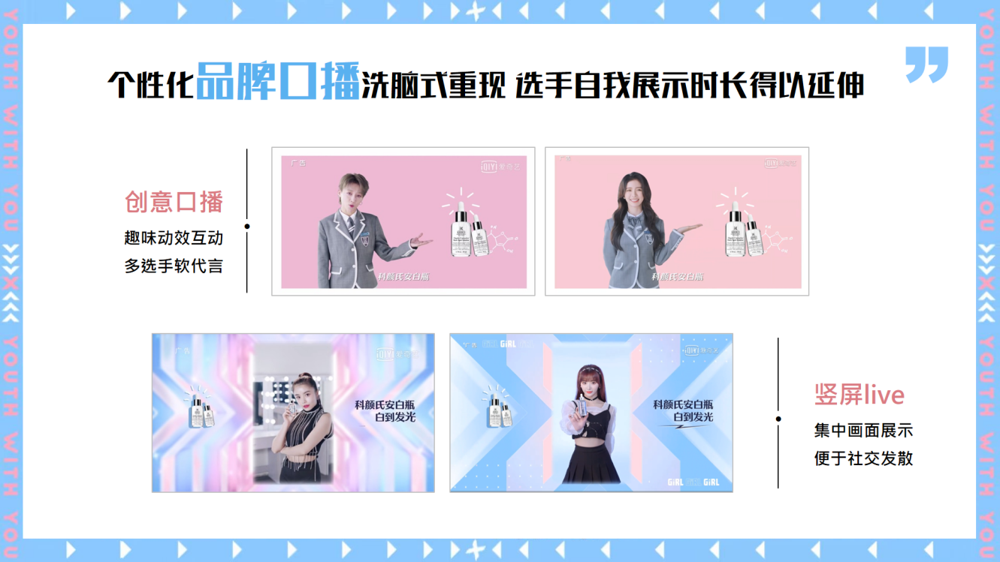 个性化品牌口播洗脑式重现 选手自我展示时长得以延伸
创意口播
趣味动效互动
多选手软代言
广告
iQIYI 爱奇艺
科颜氏安白瓶
广告
iQIYI 爱奇艺
科颜氏安白瓶
广告
iQIYI 爱奇艺
科颜氏安白瓶
白到发光
广告
GiRL
iQIYI 爱奇艺
科颜氏安白瓶
白到发光
GiRL GiRL
竖屏live
集中画面展示
便于社交发散
YOUTH WITH YOU
YOUTH WITH YOU
YOUTH WITH YOU
YOUTH WITH YOU